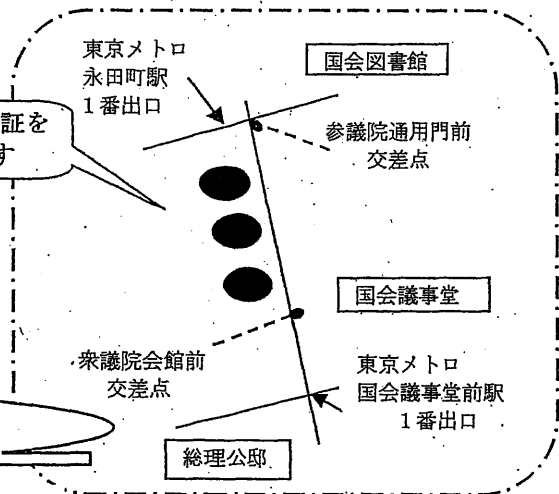 東京メトロ
永田町駅
1番出口
国会図書館
証を
す
参議院通用門前
交差点
国会議事堂
衆議院会館前
交差点
東京メトロ
国会議事堂前駅
1番出口
総理公邸